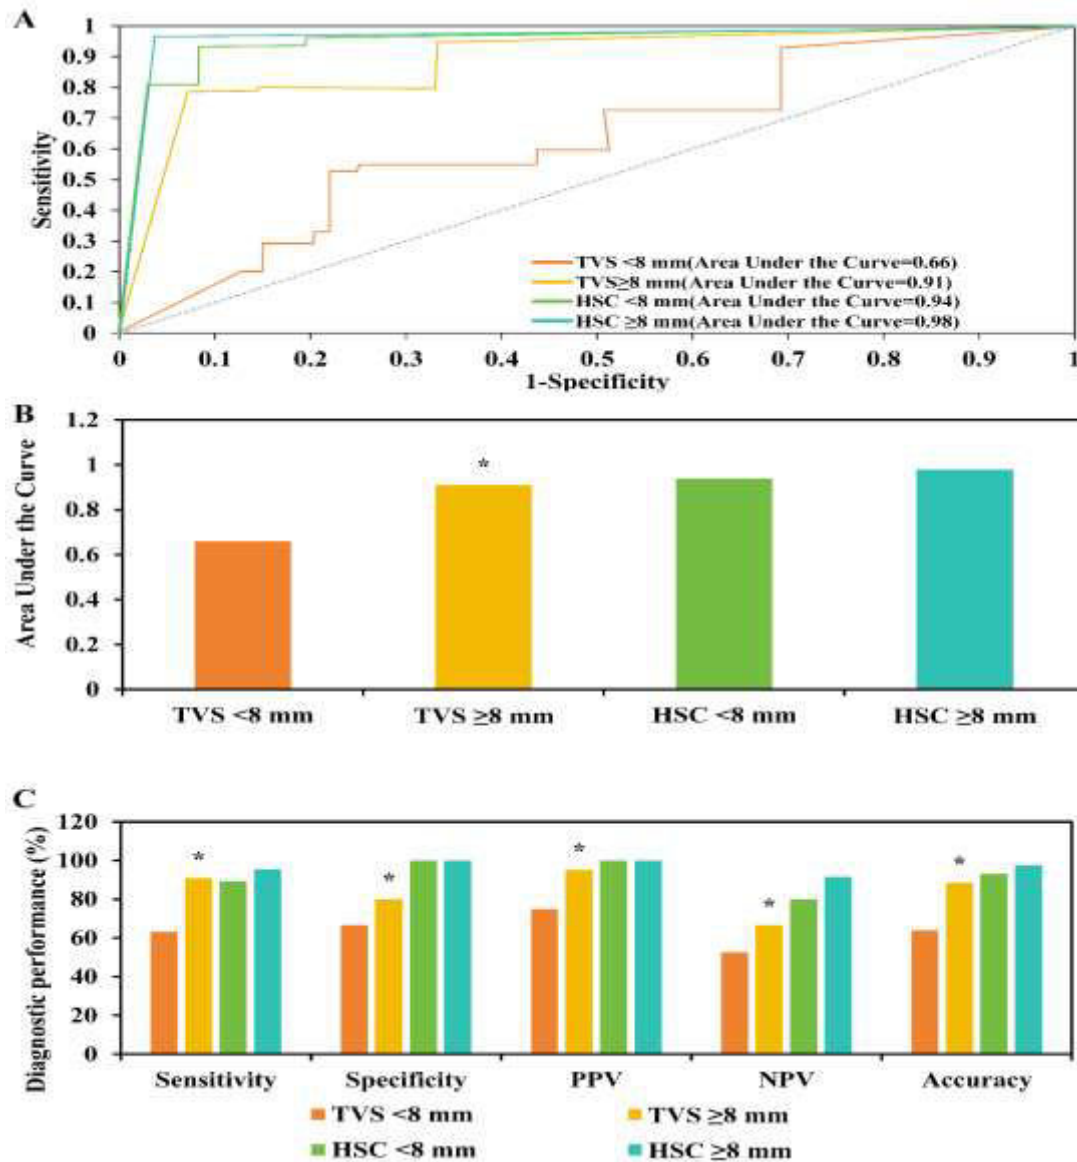 A
1
0.9
0.8
0.7
0.6
0.5
0.4
0.3
0.2
0.1
0
Sensitivity
TVS <8 mm(Area Under the Curve=0.66)
TVS≥8 mm(Area Under the Curve=0.91)
HSC <8 mm(Area Under the Curve=0.94)
HSC ≥8 mm(Area Under the Curve=0.98)
0 0.1 0.2 0.3 0.4 0.5 0.6 0.7 0.8 0.9 1
1-Specificity
B
1.2
1
0.8
0.6
0.4
0.2
0
Area Under the Curve
*
TVS <8 mm TVS ≥8 mm HSC <8 mm HSC ≥8 mm
C
120
100
80
60
40
20
0
Diagnostic performance (%)
* * * * *
Sensitivity Specificity PPV NPV Accuracy
TVS <8 mm TVS ≥8 mm
HSC <8 mm HSC ≥8 mm